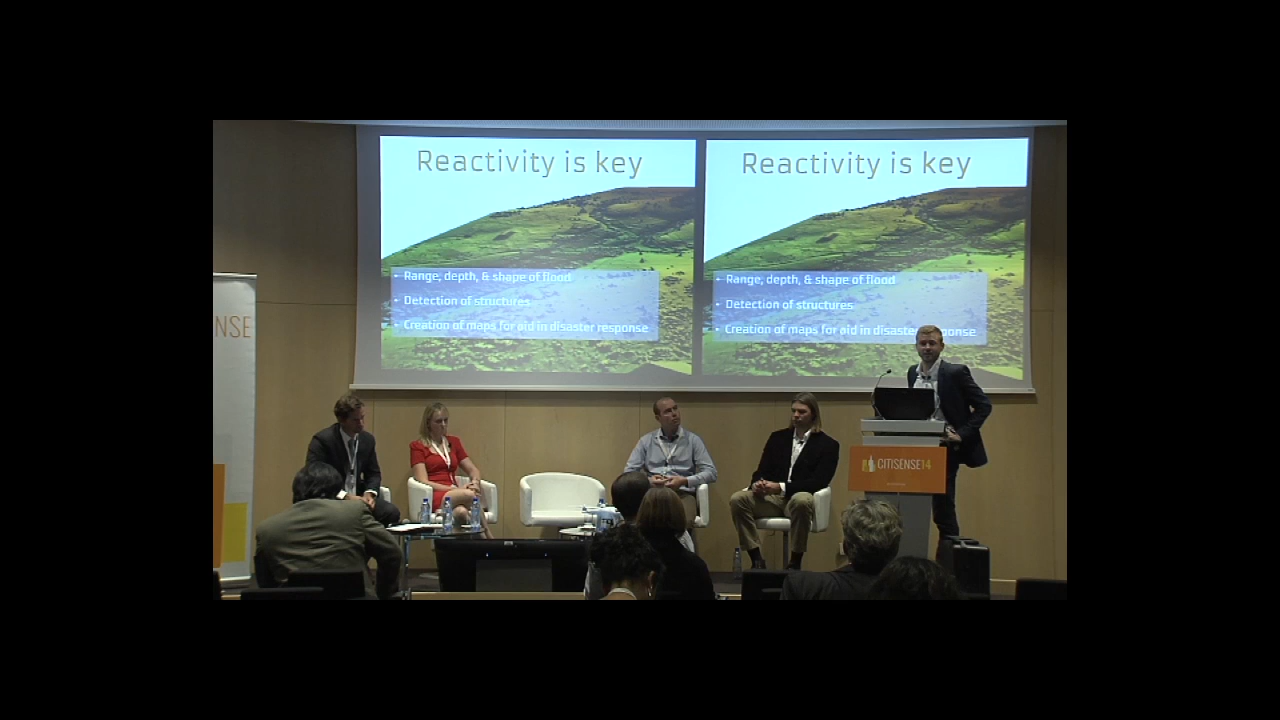 Reactivity is key
• Range, depth, & shape of flood
• Detection of structures
• Creation of maps for aid in disaster response
Reactivity is key
• Range, depth, & shape of flood
• Detection of structures
• Creation of maps for aid in disaster onse
NSE
CITISENSE14